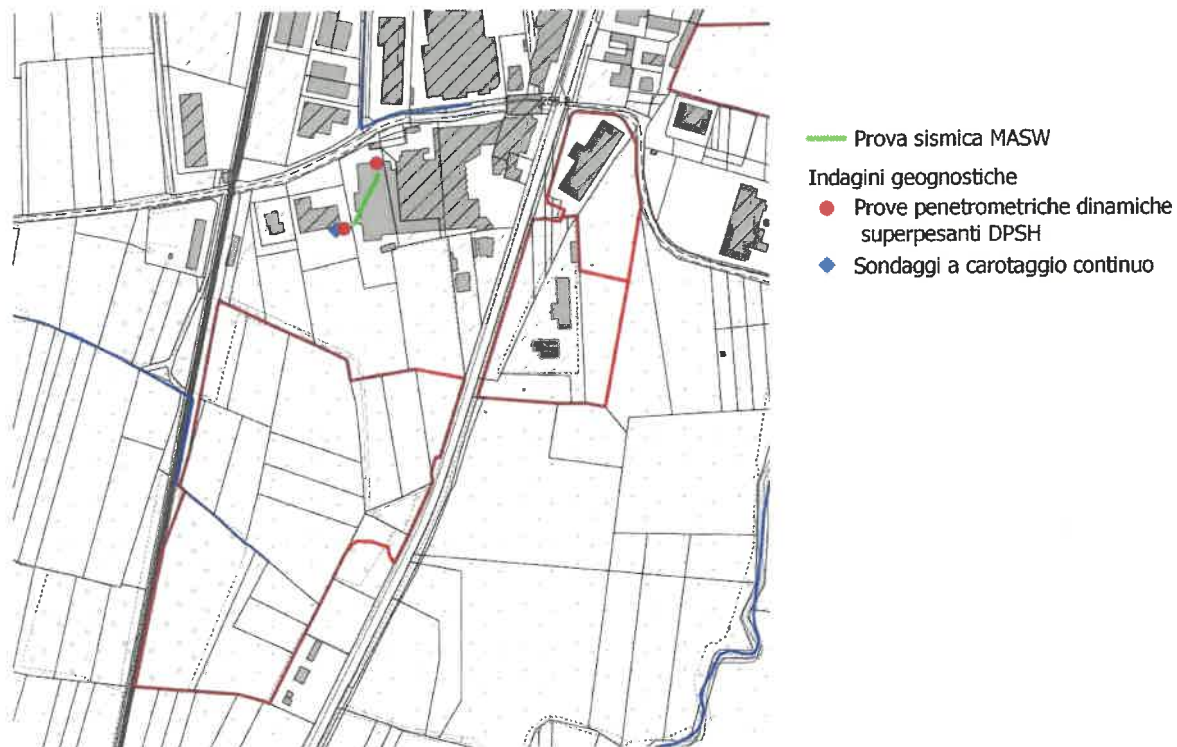 Prova sismica MASW
Indagini geognostiche
Prove penetrometriche dinamiche
superpesanti DPSH
Sondaggi a carotaggio continuo